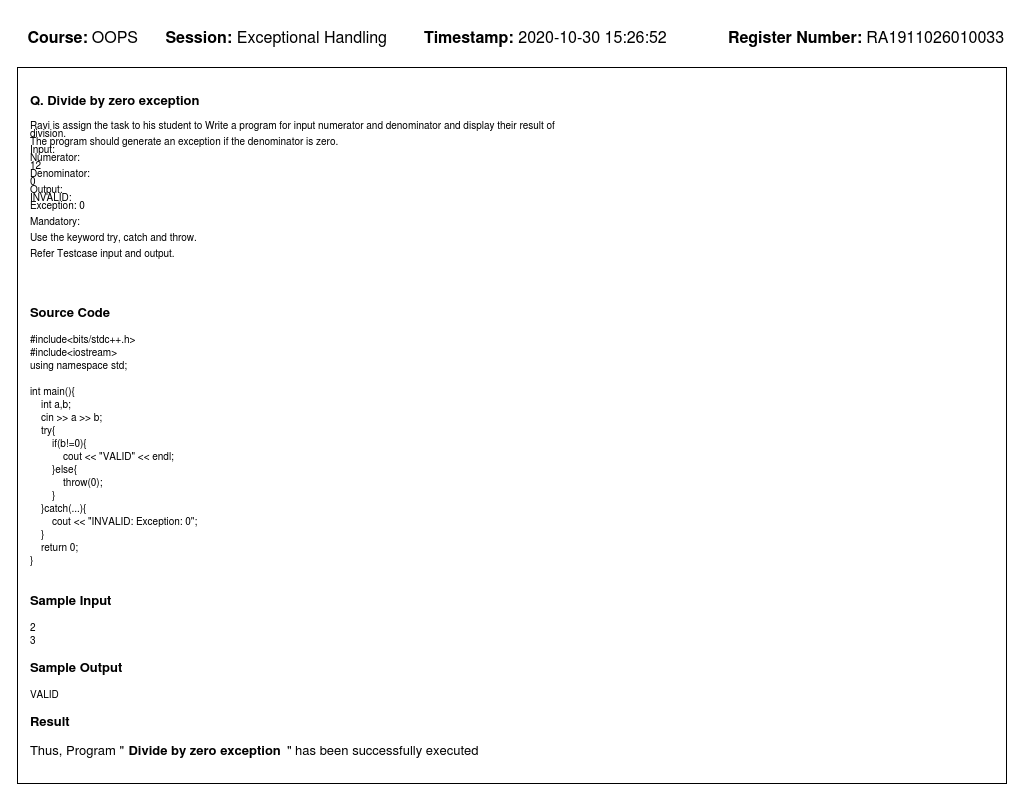 Course: OOPS Session: Exceptional Handling Timestamp: 2020-10-30 15:26:52 Register Number: RA1911026010033
Q. Divide by zero exception
Ravi is assign the task to his student to Write a program for input numerator and denominator and display their result of
division.
The program should generate an exception if the denominator is zero.
Input:
Numerator:
12
Denominator:
0
Output:
INVALID:
Exception: 0
Mandatory:
Use the keyword try, catch and throw.
Refer Testcase input and output.
Source Code
#include<bits/stdc++.h>
#include<iostream>
using namespace std;
int main(){
    int a,b;
    cin >> a >> b;
    try{
        if(b!=0){
            cout << "VALID" << endl;
        }else{
            throw(0);
        }
    }catch(...){
        cout << "INVALID: Exception: 0";
    }
    return 0;
}
Sample Input
2
3
Sample Output
VALID
Result
Thus, Program " Divide by zero exception " has been successfully executed